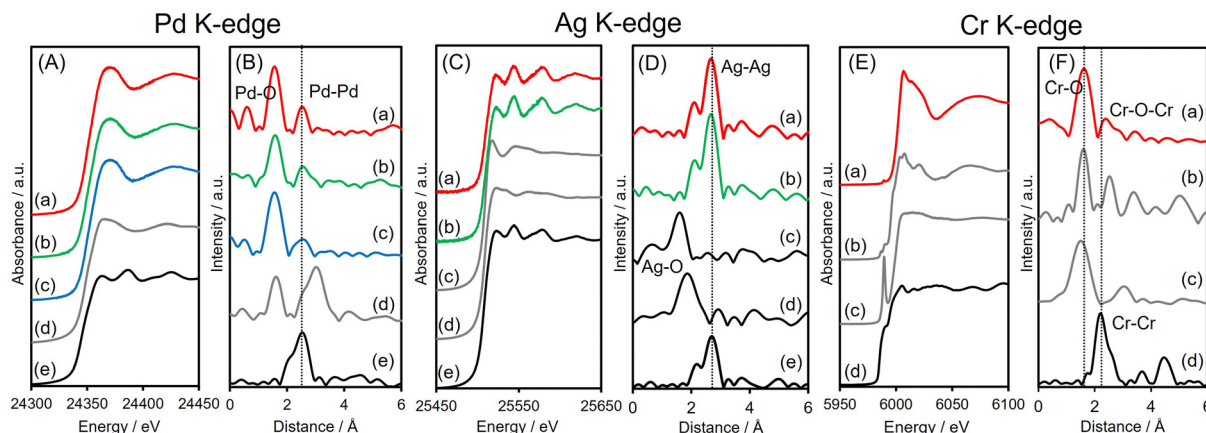 Pd K-edge
Ag K-edge
Cr K-edge
(A)
(a)
(b)
(c)
(d)
(e)
Absorbance / a.u.
24300 24350 24400 24450
Energy / eV
(B)
Pd-O
Pd-Pd
(a)
(b)
(c)
(d)
(e)
Intensity / a.u.
0 2 4 6
Distance / Å
(C)
(a)
(b)
(c)
(d)
(e)
Absorbance / a.u.
25450 25550 25650
Energy / eV
(D)
Ag-Ag
(a)
(b)
(c)
Ag-O
(d)
(e)
Intensity / a.u.
0 2 4 6
Distance / Å
(E)
(a)
(b)
(c)
(d)
Absorbance / a.u.
5950 6000 6100
Energy / eV
(F)
Cr-O
Cr-O-Cr
(a)
(b)
(c)
Cr-Cr
(d)
Intensity / a.u.
0 2 4 6
Distance / Å